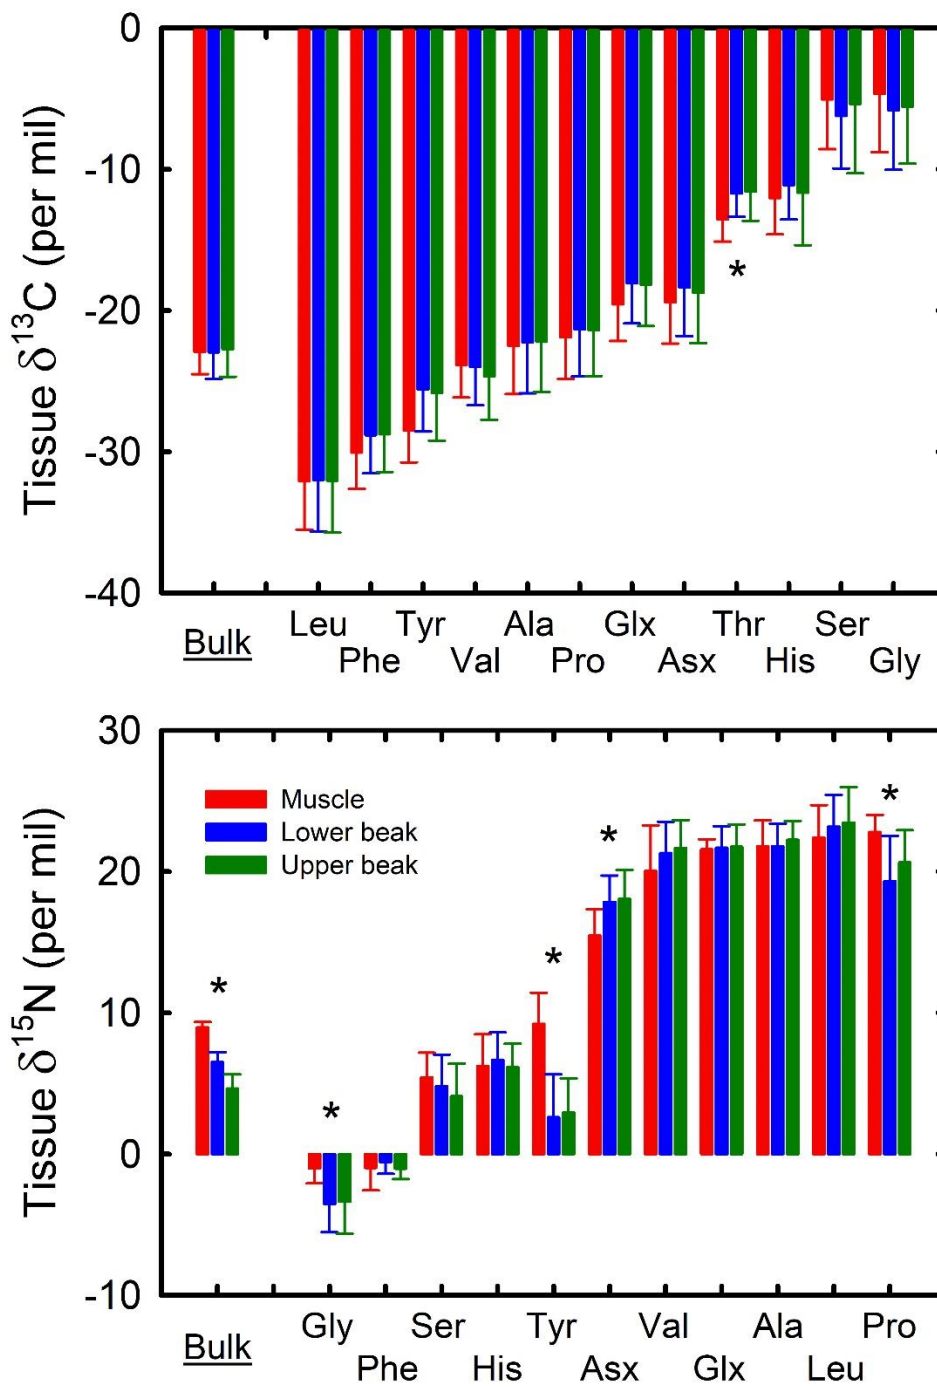 Tissue δ¹³C (per mil)
-0
-10
-20
-30
-40
*
Bulk
Leu Tyr Ala Glx Thr Ser
Phe Val Pro Asx His Gly
Tissue δ¹⁵N (per mil)
30
20
10
0
-10
Muscle
Lower beak
Upper beak
* * * * *
Bulk
Gly Ser Tyr Val Ala Pro
Phe His Asx Glx Leu